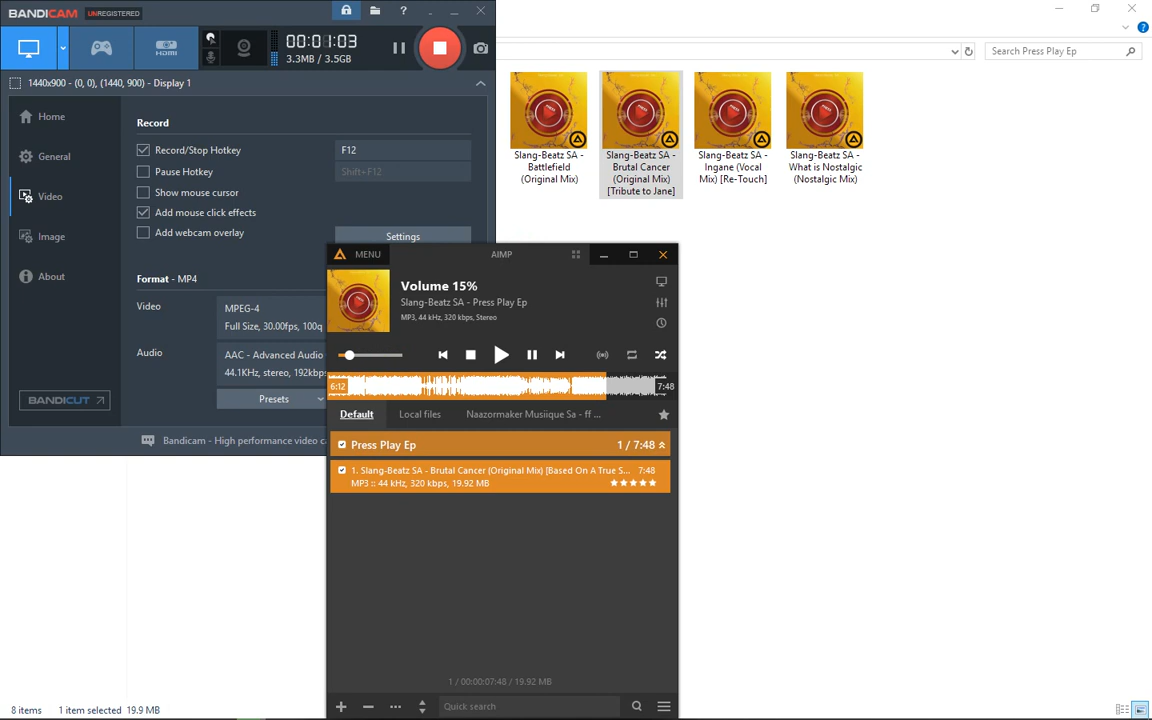 BANDICAM UNREGISTERED
00:00:03
3.3MB / 3.5GB
HDMI
?
1440x900 - (0, 0), (1440, 900) - Display 1
Home
General
Video
Image
About
BANDICUT
Record
Record/Stop Hotkey F12
Pause Hotkey Shift+F12
Show mouse cursor
Add mouse click effects
Add webcam overlay
Settings
Format - MP4
Video
MPEG-4
Full Size, 30.00fps, 100q
Audio
AAC - Advanced Audio
44.1KHz, stereo, 192kbps
Presets
Bandicam - High performance video ca
Search Press Play Ep
Slang-Beatz SA -
Battlefield
(Original Mix)
Slang-Beatz SA -
Brutal Cancer
(Original Mix)
[Tribute to Jane]
Slang-Beatz SA -
Ingane (Vocal
Mix) [Re-Touch]
Slang-Beatz SA -
What is Nostalgic
(Nostalgic Mix)
MENU AIMP
Volume 15%
Slang-Beatz SA - Press Play Ep
MP3, 44 kHz, 320 kbps, Stereo
6:12 7:48
Default Local files Naazormaker Musiique Sa - ff ...
Press Play Ep 1 / 7:48
1. Slang-Beatz SA - Brutal Cancer (Original Mix) [Based On A True S... 7:48
MP3 :: 44 kHz, 320 kbps, 19.92 MB
1 / 00:00:07:48 / 19.92 MB
Quick search
8 items 1 item selected 19.9 MB